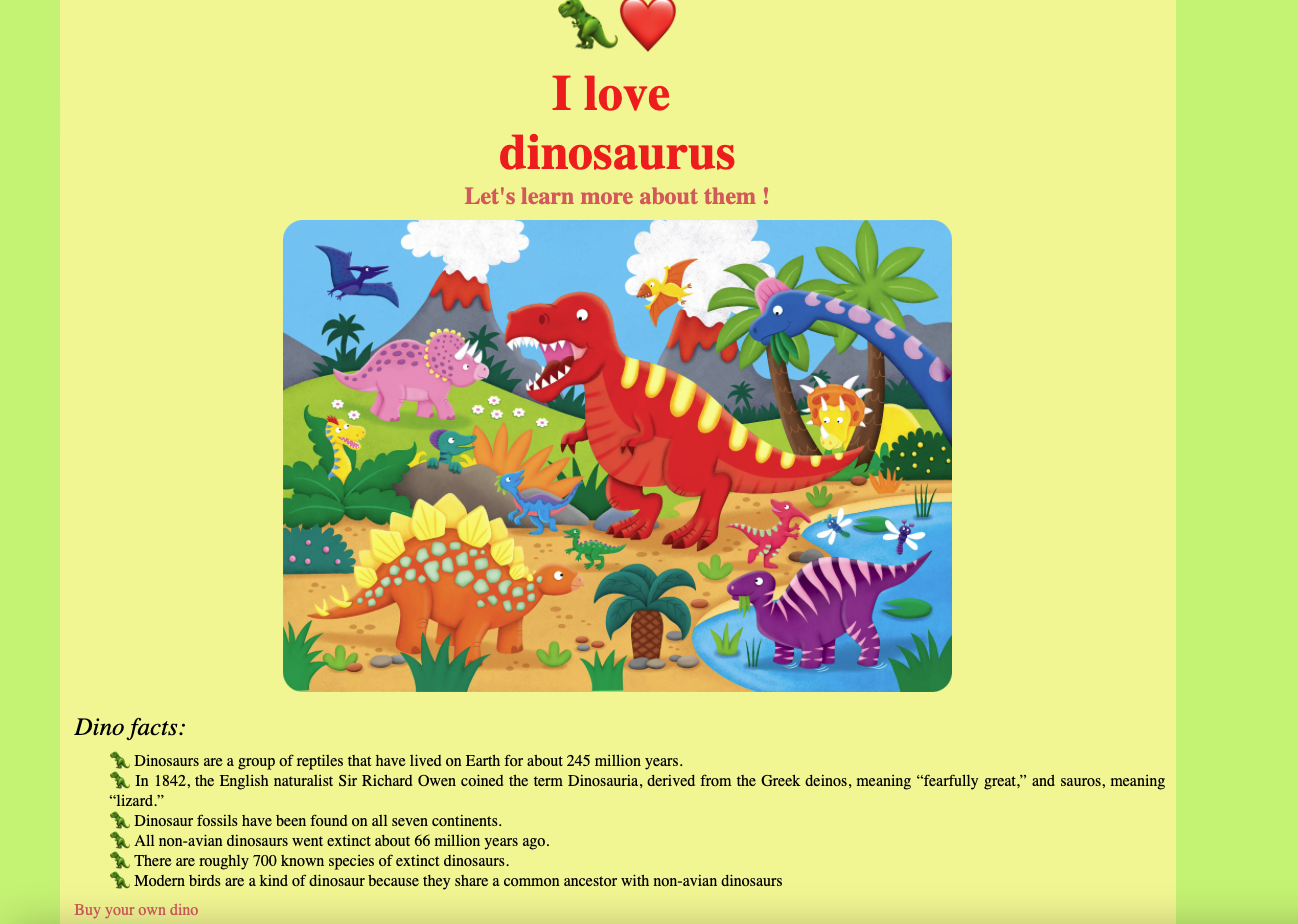 I love
dinosaurus
Let's learn more about them !
Dino facts:
🦖 Dinosaurs are a group of reptiles that have lived on Earth for about 245 million years.
🦖 In 1842, the English naturalist Sir Richard Owen coined the term Dinosauria, derived from the Greek deinos, meaning “fearfully great,” and sauros, meaning
“lizard.”
🦖 Dinosaur fossils have been found on all seven continents.
🦖 All non-avian dinosaurs went extinct about 66 million years ago.
🦖 There are roughly 700 known species of extinct dinosaurs.
🦖 Modern birds are a kind of dinosaur because they share a common ancestor with non-avian dinosaurs
Buy your own dino